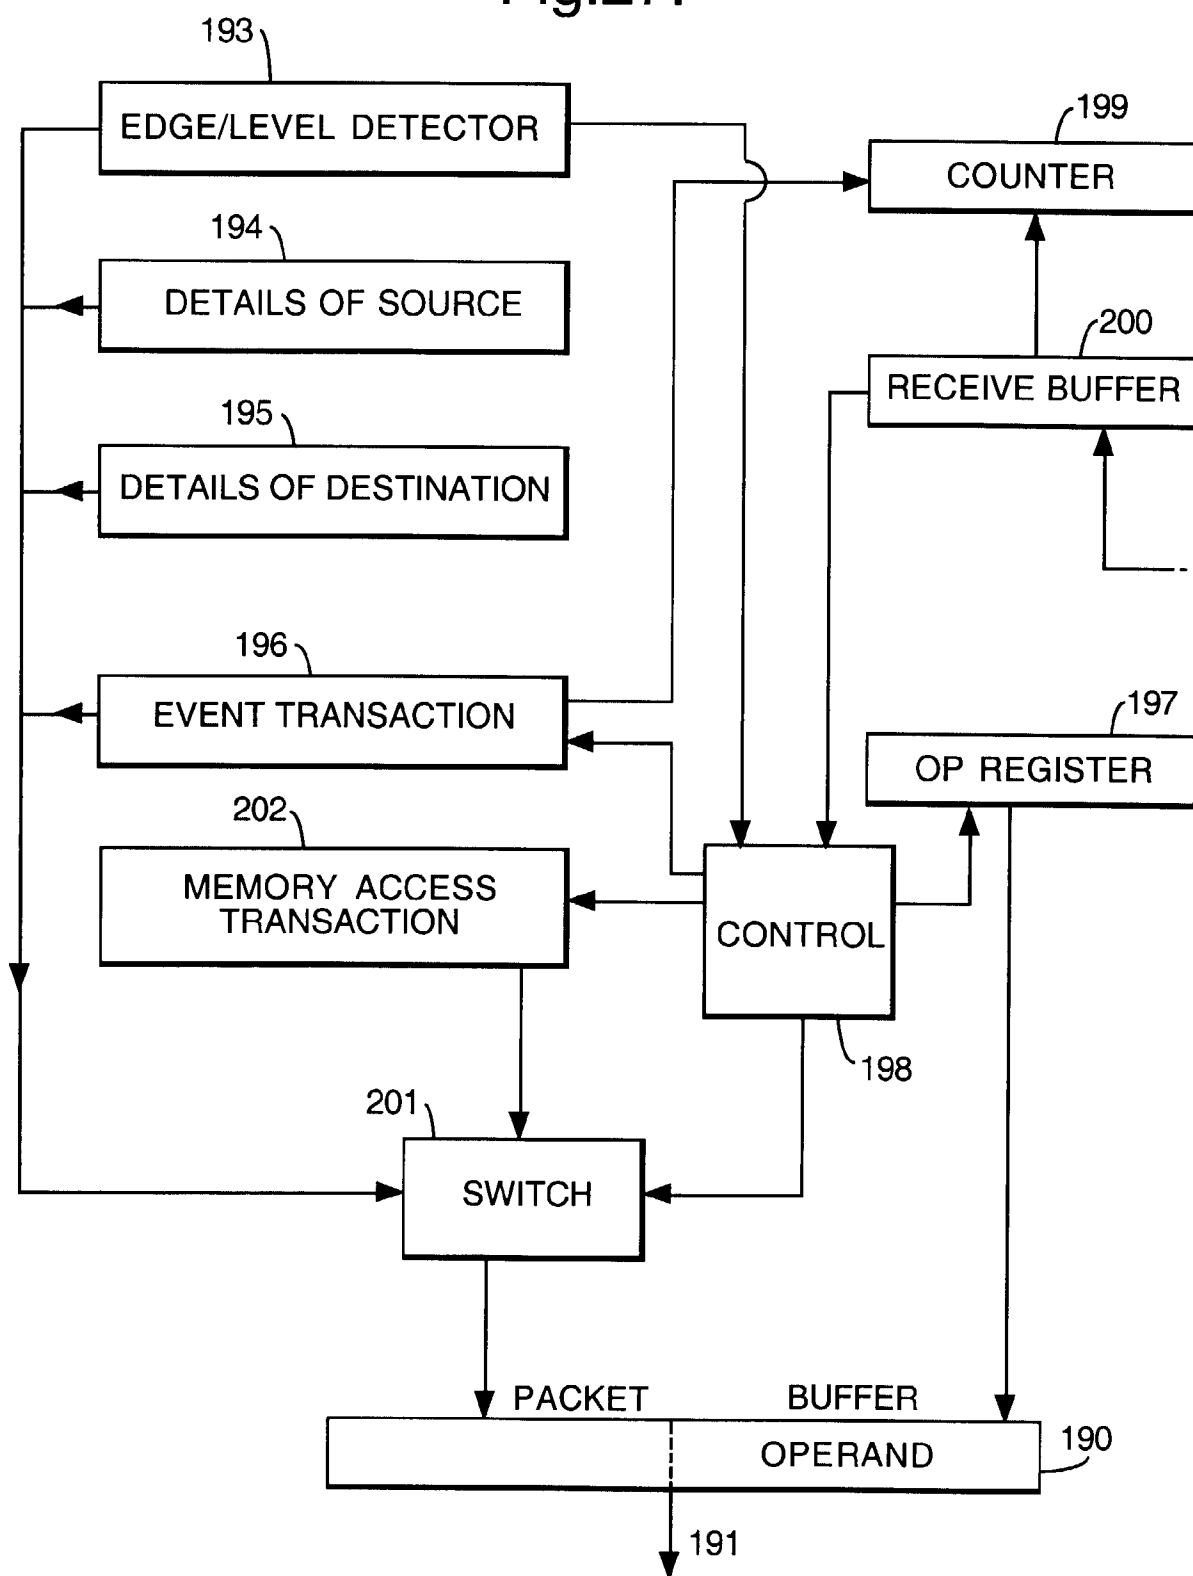 193
EDGE/LEVEL DETECTOR
199
COUNTER
194
DETAILS OF SOURCE
200
RECEIVE BUFFER
195
DETAILS OF DESTINATION
196
EVENT TRANSACTION
197
OP REGISTER
202
MEMORY ACCESS
TRANSACTION
CONTROL
198
201
SWITCH
PACKET BUFFER
OPERAND
190
191